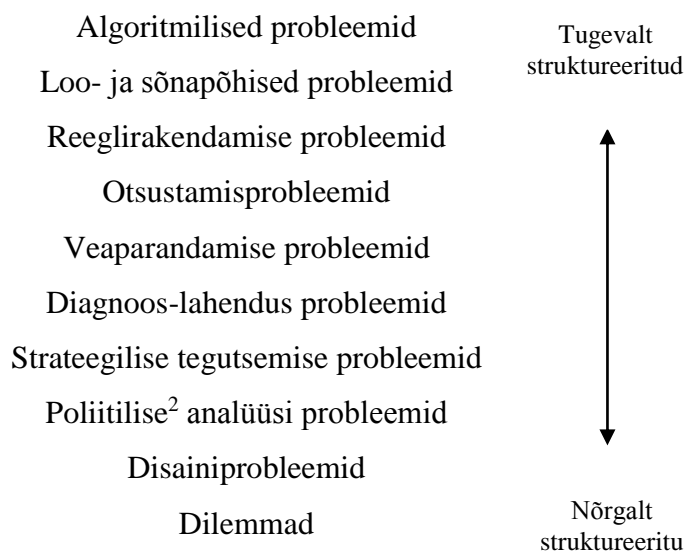 Algoritmilised probleemid
Loo- ja sõnapõhised probleemid
Reeglirakendamise probleemid
Otsustamisprobleemid
Veaparandamise probleemid
Diagnoos-lahendus probleemid
Strateegilise tegutsemise probleemid
Poliitilise² analüüsi probleemid
Disainiprobleemid
Dilemmad
Tugevalt
struktureeritud
Nõrgalt
struktureeritu